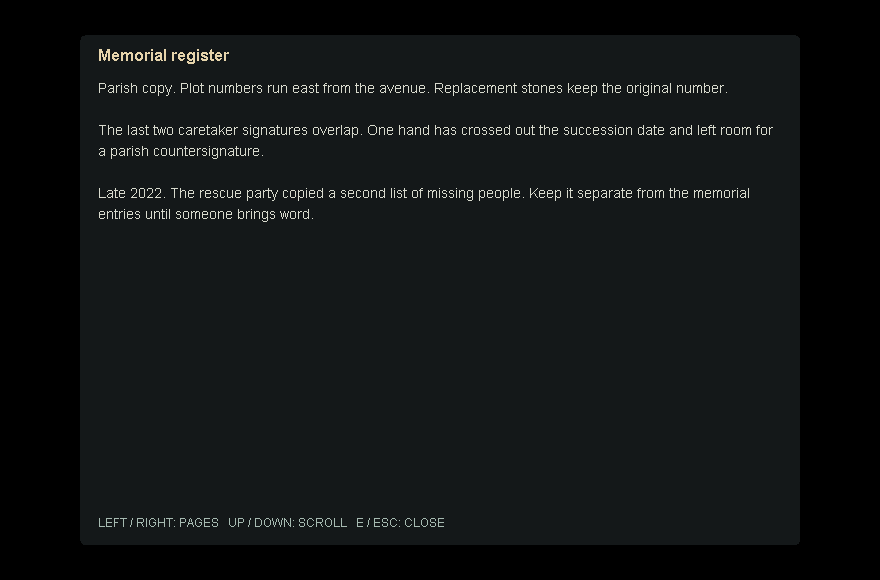 Memorial register
Parish copy. Plot numbers run east from the avenue. Replacement stones keep the original number.
The last two caretaker signatures overlap. One hand has crossed out the succession date and left room for
a parish countersignature.
Late 2022. The rescue party copied a second list of missing people. Keep it separate from the memorial
entries until someone brings word.
LEFT / RIGHT: PAGES UP / DOWN: SCROLL E / ESC: CLOSE